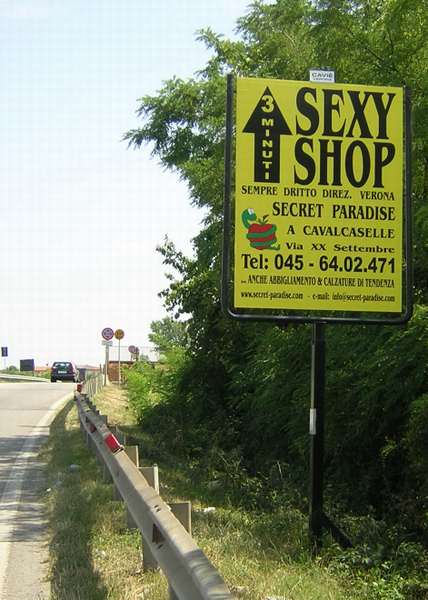 CAVIÈ
3 MINUTI
SEXY
SHOP
SEMPRE DRITTO DIREZ. VERONA
SECRET PARADISE
A CAVALCASELLE
Via XX Settembre
Tel: 045 - 64.02.471
... ANCHE ABBIGLIAMENTO & CALZATURE DI TENDENZA
www.secret-paradise.com - e-mail: info@secret-paradise.com